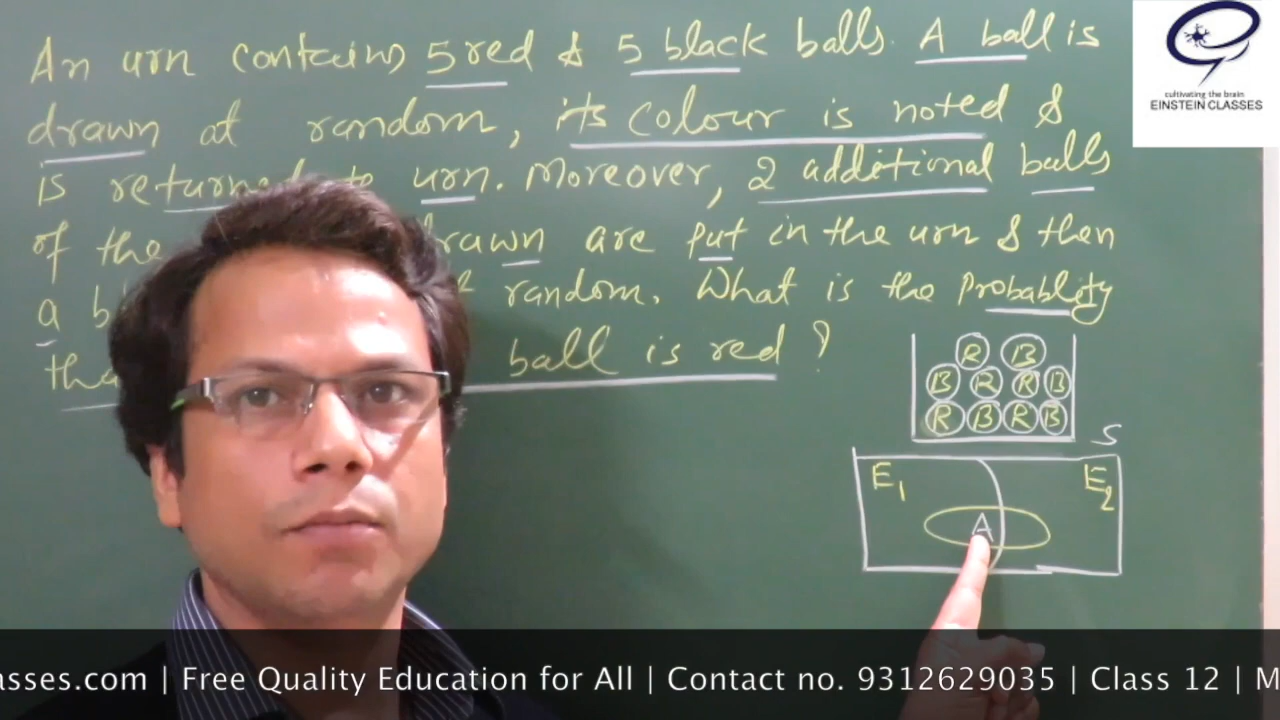 An urn contains 5 red & 5 black balls. A ball is
drawn at random, its colour is noted &
is returned to urn. Moreover, 2 additional balls
of the drawn are put in the urn & then
a random. What is the Probablity
ball is red ?
cultivating the brain
EINSTEIN CLASSES
R B
B R R B
R B R B
S
E1 E2
A
asses.com | Free Quality Education for All | Contact no. 9312629035 | Class 12 | M